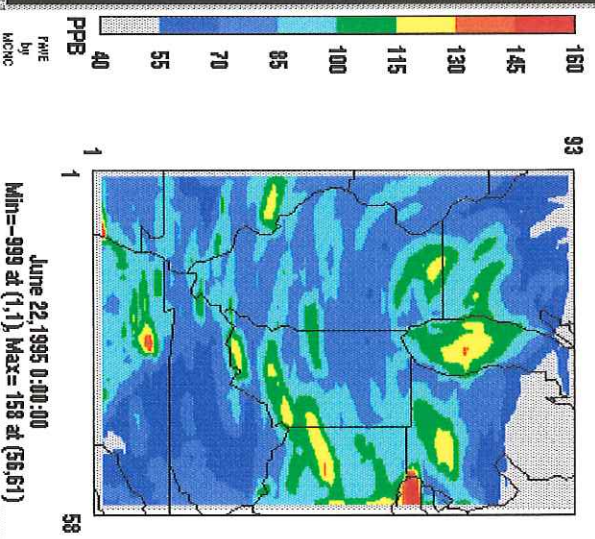 93
1
1
58
160
145
130
115
100
85
70
55
40
PPB
PAVE
by
MCNC
June 22,1995 0:00:00
Min=-999 at (1,1), Max= 158 at (56,61)